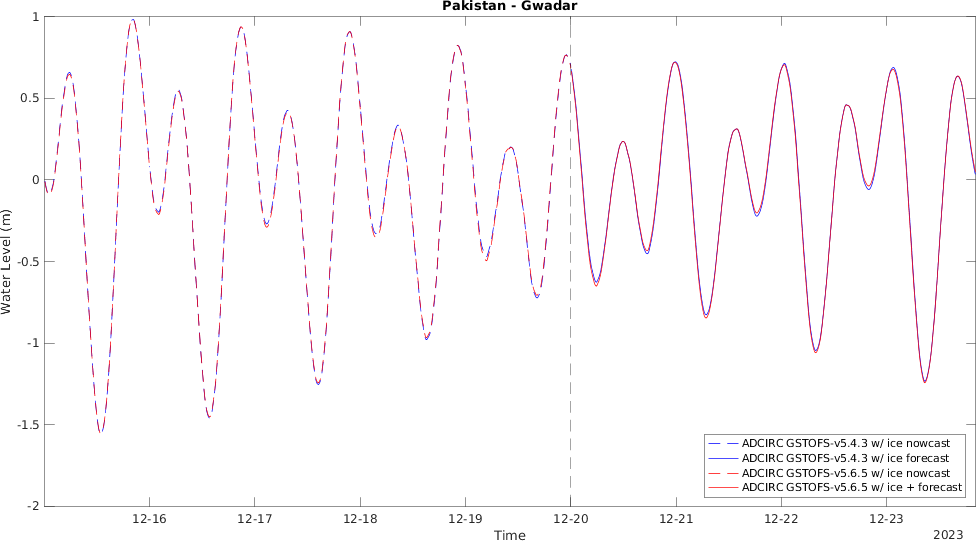 Pakistan - Gwadar
1
0.5
0
-0.5
-1
-1.5
-2
Water Level (m)
12-16
12-17
12-18
12-19
12-20
12-21
12-22
12-23
Time
2023
ADCIRC GSTOFS-v5.4.3 w/ ice nowcast
ADCIRC GSTOFS-v5.4.3 w/ ice forecast
ADCIRC GSTOFS-v5.6.5 w/ ice nowcast
ADCIRC GSTOFS-v5.6.5 w/ ice + forecast